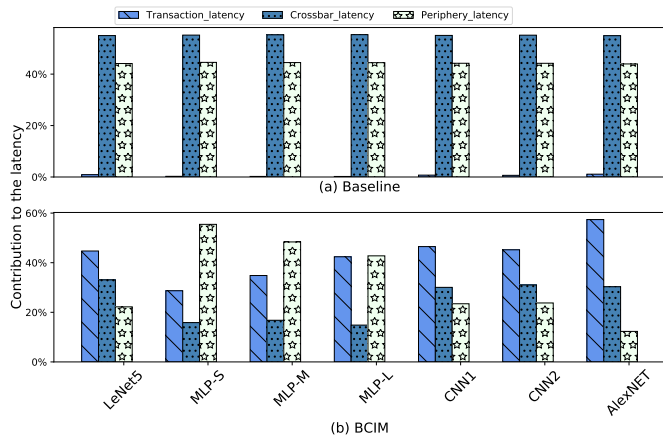 Transaction_latency Crossbar_latency Periphery_latency
Contribution to the latency
40%
20%
0%
(a) Baseline
60%
40%
20%
0%
LeNet5 MLP-S MLP-M MLP-L CNN1 CNN2 AlexNET
(b) BCIM